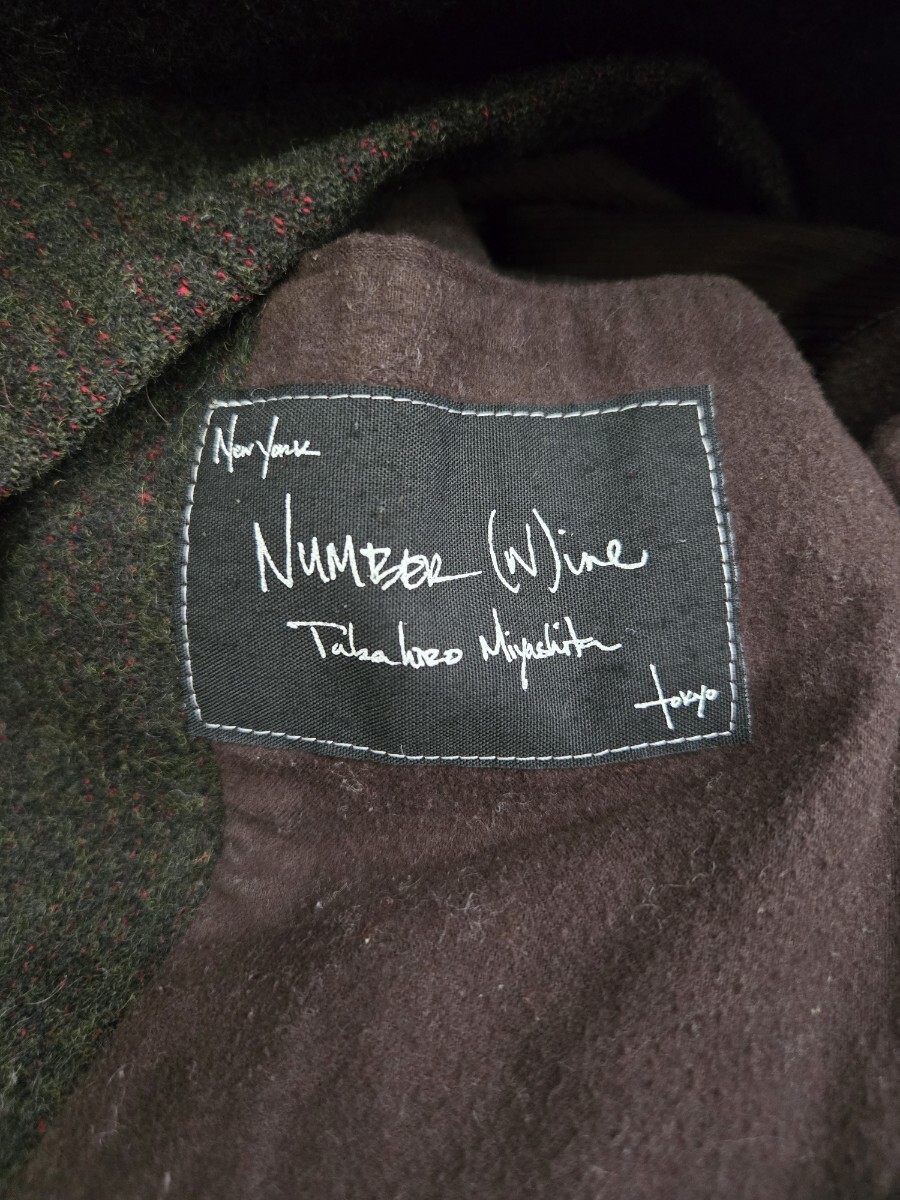 New York
NUMBER (N)ine
Takahiro Miyashita
tokyo